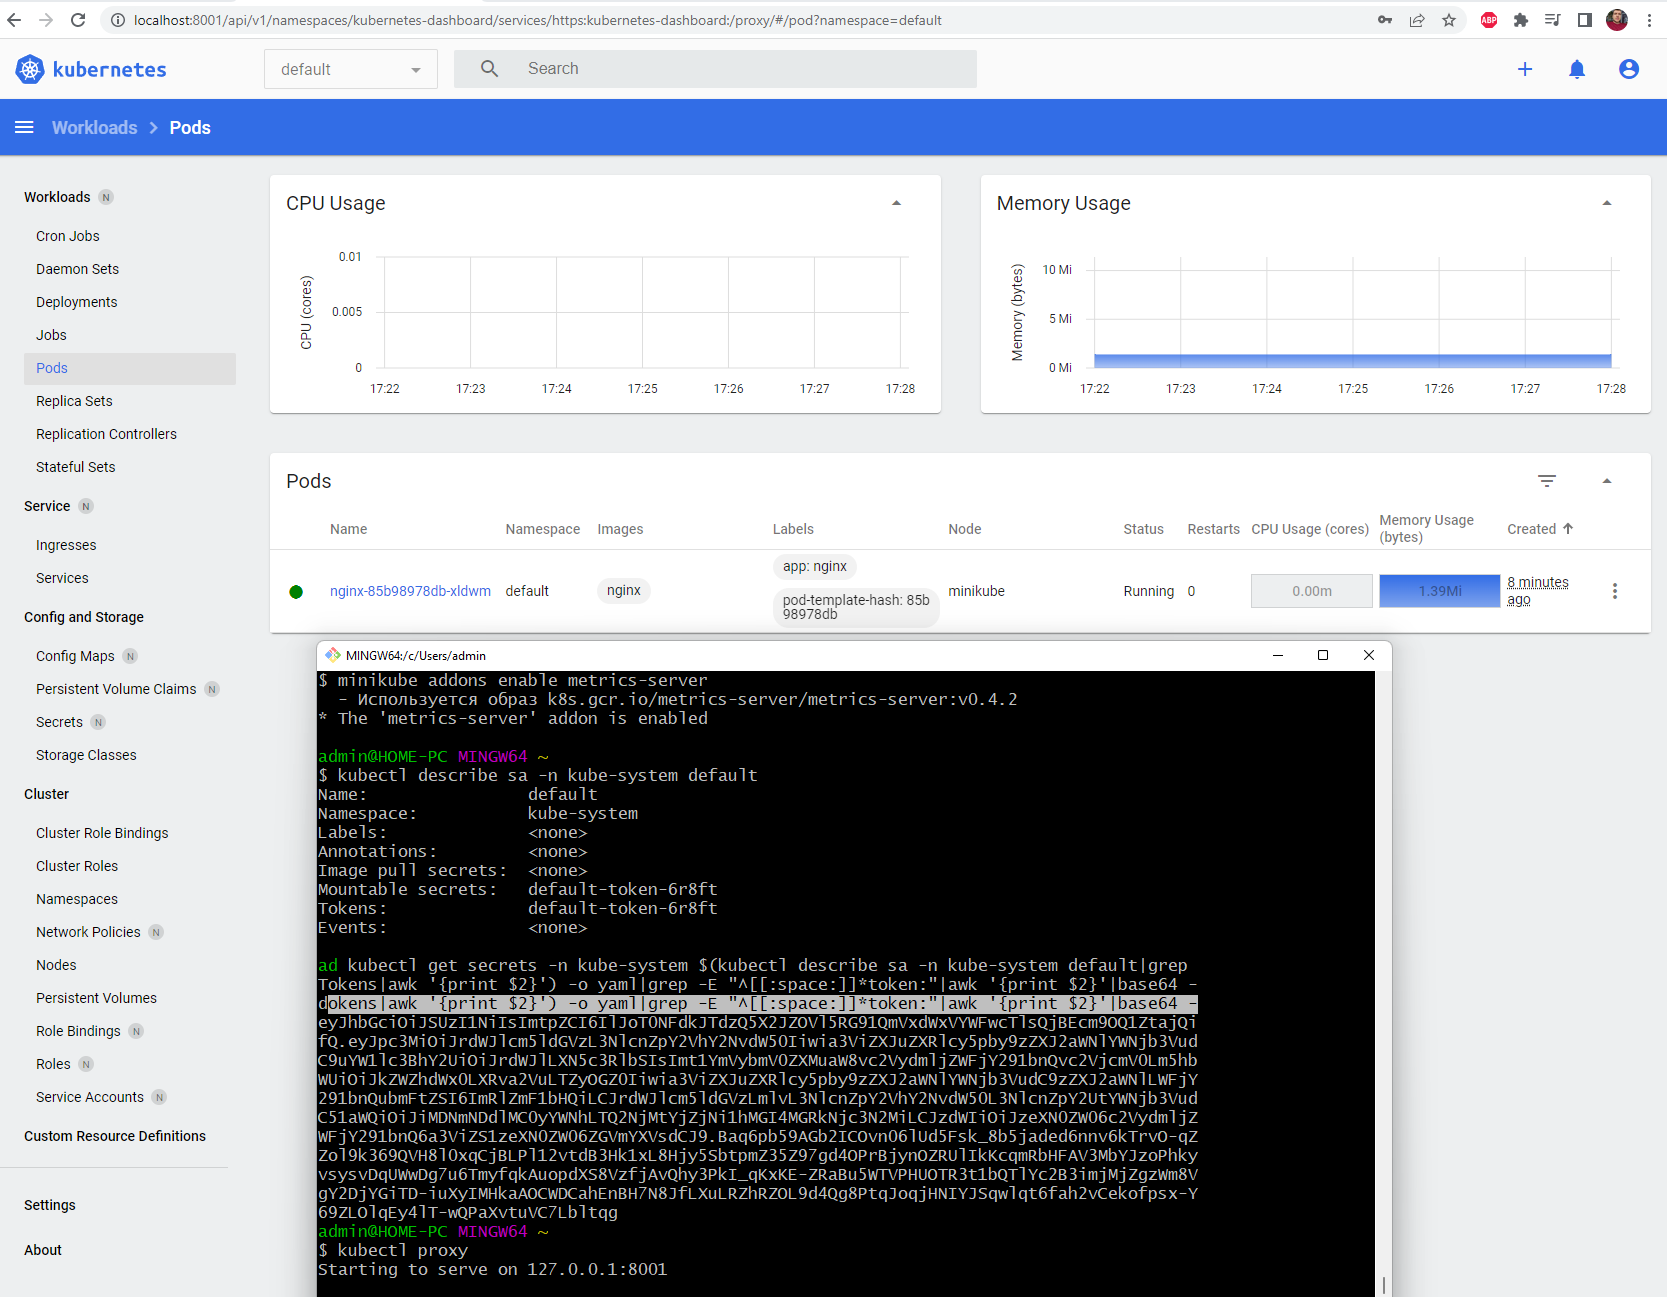 localhost:8001/api/v1/namespaces/kubernetes-dashboard/services/https:kubernetes-dashboard:/proxy/#/pod?namespace=default
ABP
kubernetes
default
Search
Workloads
Pods
Workloads N
Cron Jobs
Daemon Sets
Deployments
Jobs
Pods
Replica Sets
Replication Controllers
Stateful Sets
Service N
Ingresses
Services
Config and Storage
Config Maps N
Persistent Volume Claims N
Secrets N
Storage Classes
Cluster
Cluster Role Bindings
Cluster Roles
Namespaces
Network Policies N
Nodes
Persistent Volumes
Role Bindings N
Roles N
Service Accounts N
Custom Resource Definitions
Settings
About
CPU Usage
CPU (cores)
0.01
0.005
0
17:22 17:23 17:24 17:25 17:26 17:27 17:28
Memory Usage
Memory (bytes)
10 Mi
5 Mi
0 Mi
17:22 17:23 17:24 17:25 17:26 17:27 17:28
Pods
Name Namespace Images Labels Node Status Restarts CPU Usage (cores) Memory Usage (bytes) Created
nginx-85b98978db-xldwm default nginx
app: nginx
pod-template-hash: 85b
98978db
minikube Running 0 0.00m 1.39Mi
8 minutes
ago
MINGW64:/c/Users/admin
$ minikube addons enable metrics-server
- Используется образ k8s.gcr.io/metrics-server/metrics-server:v0.4.2
* The 'metrics-server' addon is enabled
admin@HOME-PC MINGW64 ~
$ kubectl describe sa -n kube-system default
Name: default
Namespace: kube-system
Labels: <none>
Annotations: <none>
Image pull secrets: <none>
Mountable secrets: default-token-6r8ft
Tokens: default-token-6r8ft
Events: <none>
ad kubectl get secrets -n kube-system $(kubectl describe sa -n kube-system default|grep
Tokens|awk '{print $2}') -o yaml|grep -E "^[[:space:]]*token:"|awk '{print $2}'|base64 -
dokens|awk '{print $2}') -o yaml|grep -E "^[[:space:]]*token:"|awk '{print $2}'|base64 -
admin@HOME-PC MINGW64 ~
$ kubectl proxy
Starting to serve on 127.0.0.1:8001